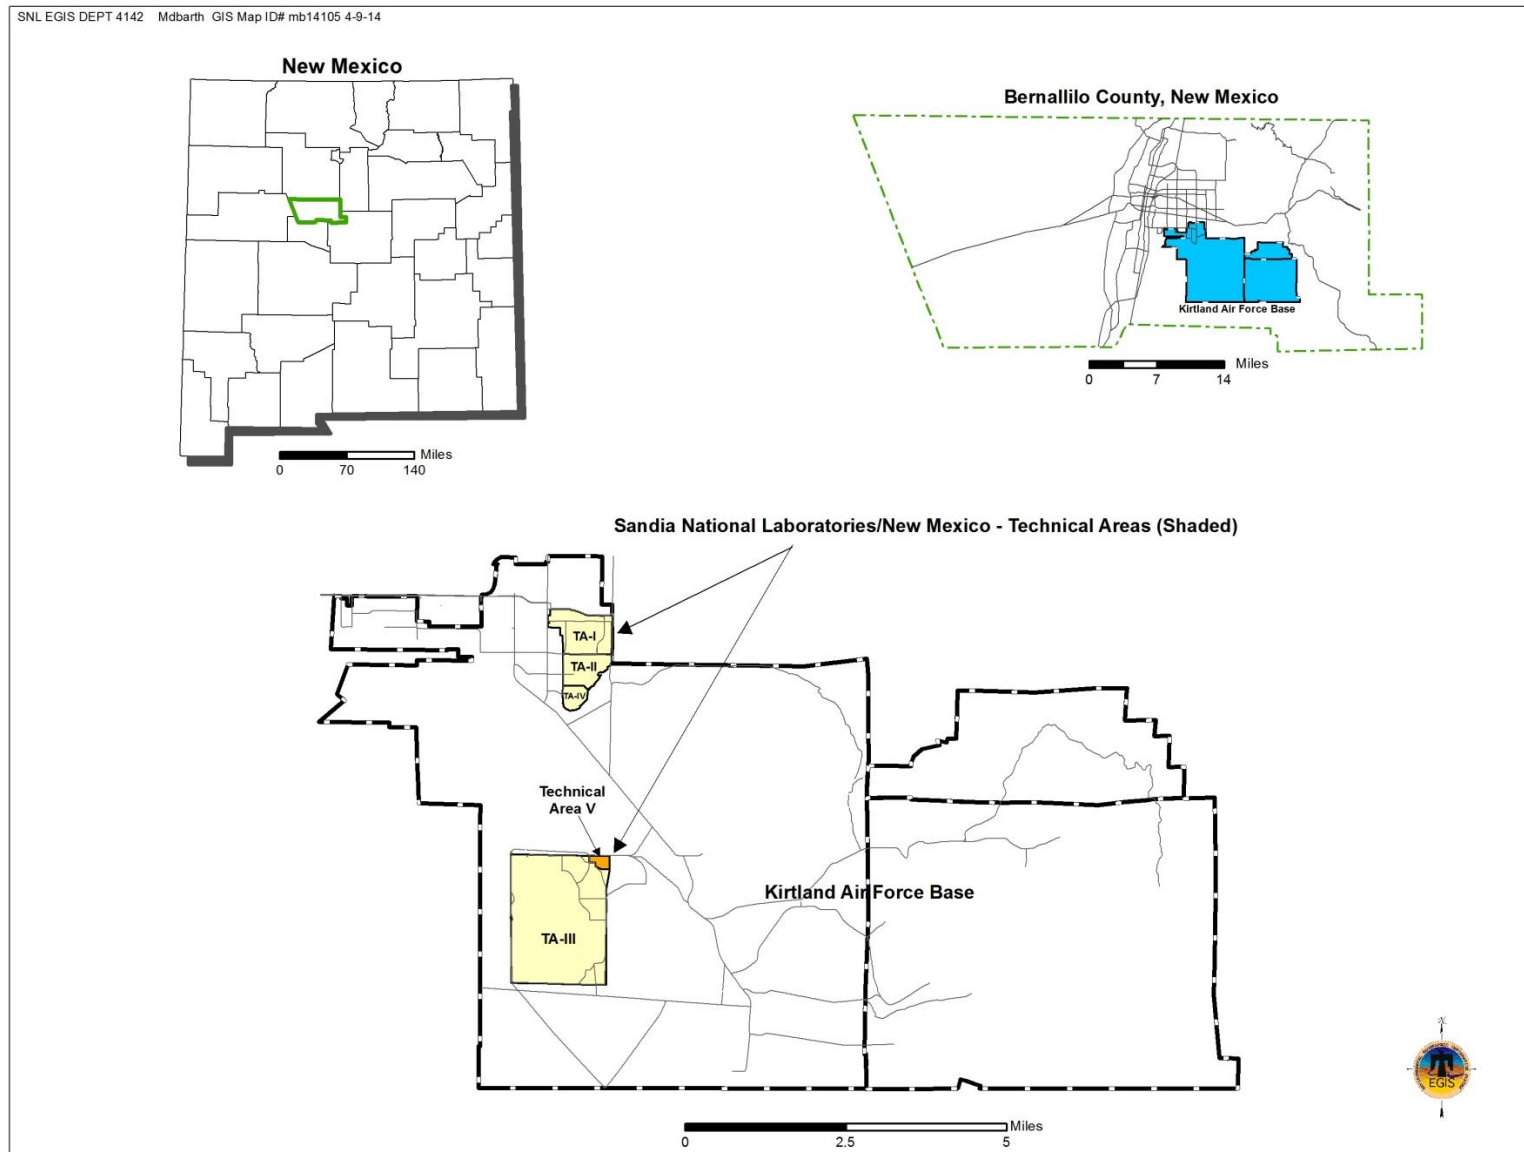 SNL EGIS DEPT 4142 Mdbarth GIS Map ID# mb14105 4-9-14
New Mexico
Miles
0 70 140
Bernallilo County, New Mexico
Kirtland Air Force Base
Miles
0 7 14
Sandia National Laboratories/New Mexico - Technical Areas (Shaded)
TA-I
TA-II
TA-IV
Technical
Area V
Kirtland Air Force Base
TA-III
N
EGIS
Miles
0 2.5 5